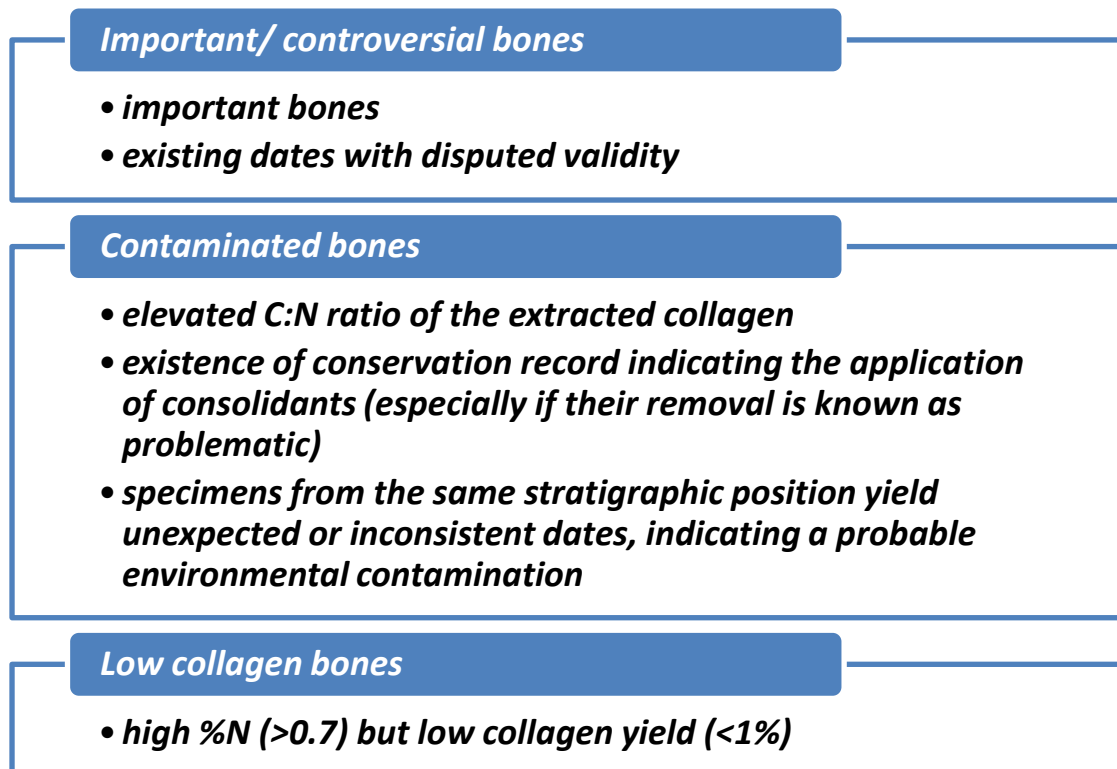 Important/ controversial bones
• important bones
• existing dates with disputed validity
Contaminated bones
• elevated C:N ratio of the extracted collagen
• existence of conservation record indicating the application
of consolidants (especially if their removal is known as
problematic)
• specimens from the same stratigraphic position yield
unexpected or inconsistent dates, indicating a probable
environmental contamination
Low collagen bones
• high %N (>0.7) but low collagen yield (<1%)